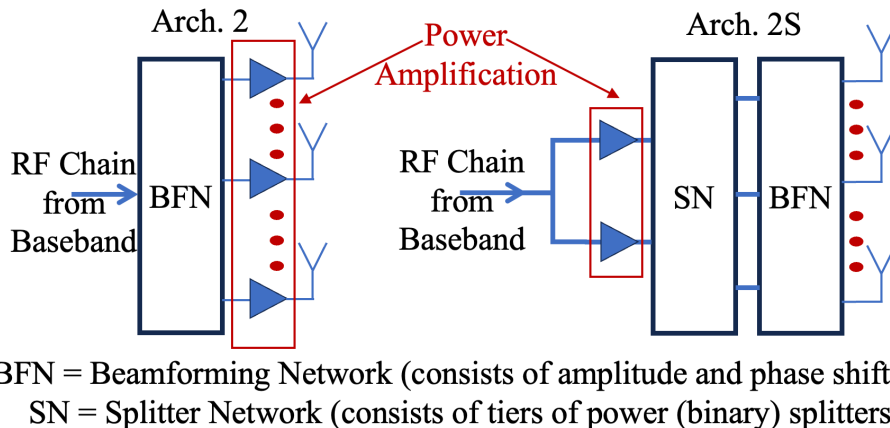 Arch. 2
Arch. 2S
Power
Amplification
RF Chain
from
Baseband
BFN
RF Chain
from
Baseband
SN
BFN
BFN = Beamforming Network (consists of amplitude and phase shift
SN = Splitter Network (consists of tiers of power (binary) splitters